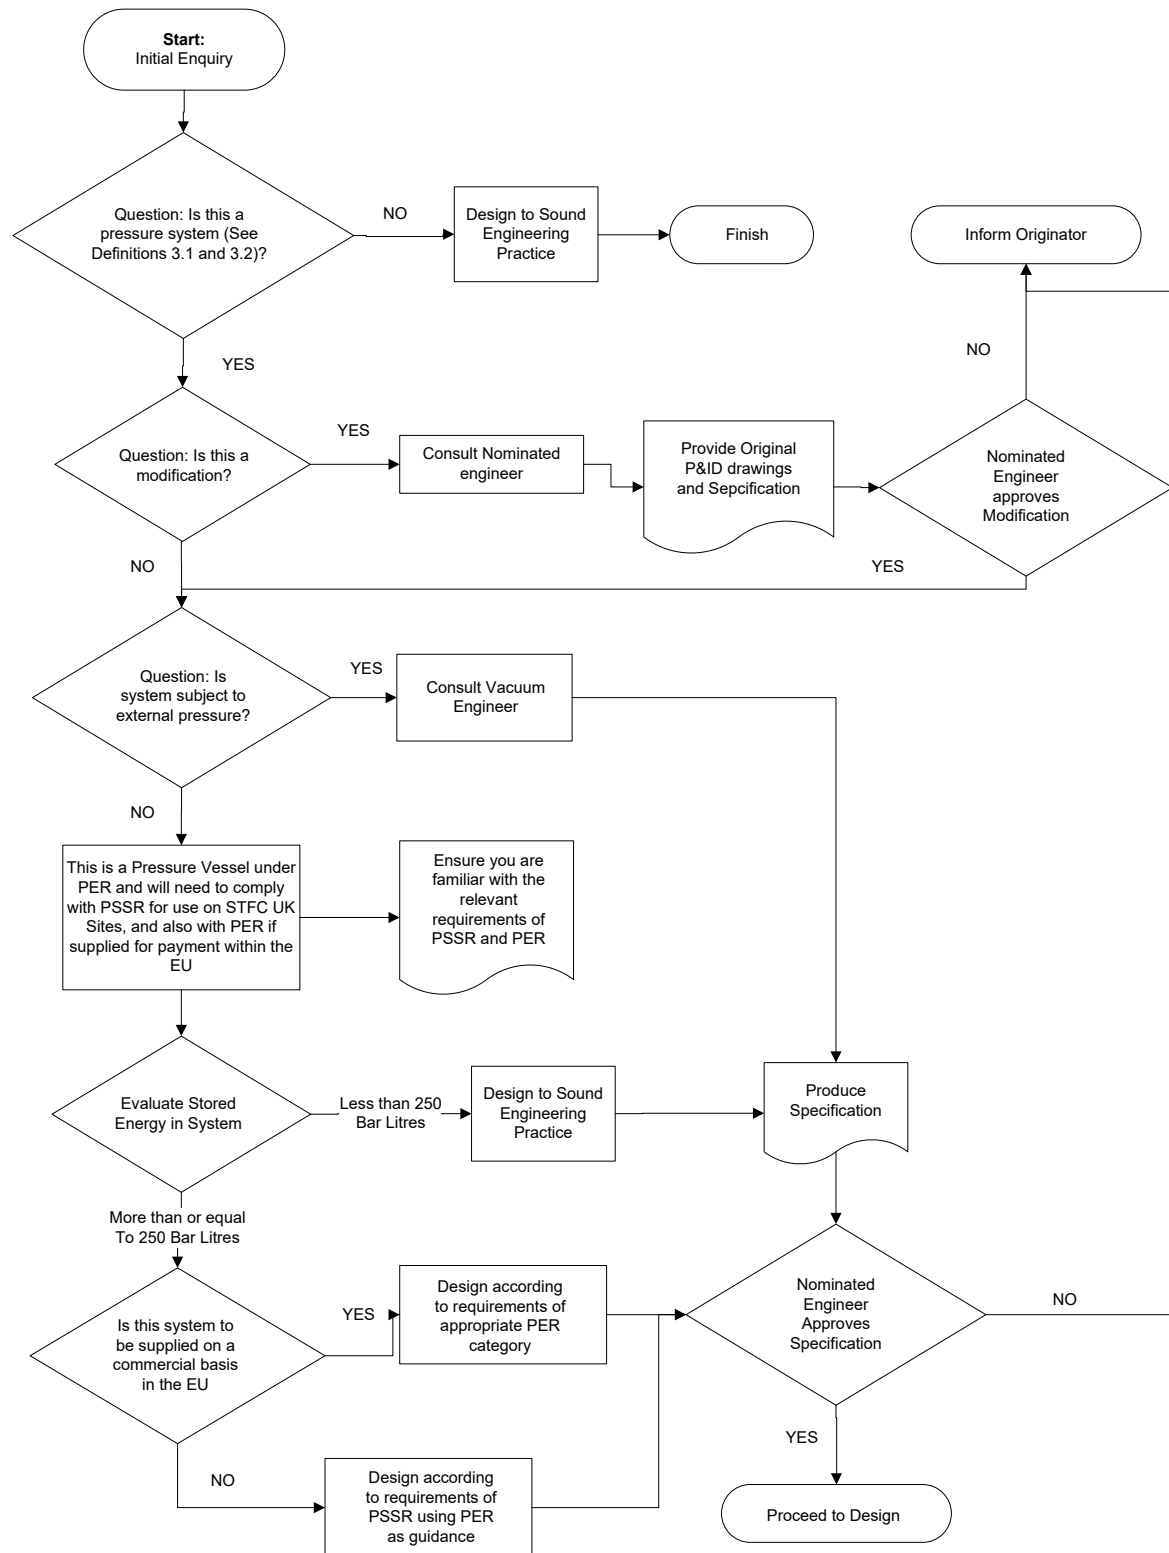 Start:
Initial Enquiry
Question: Is this a
pressure system (See
Definitions 3.1 and 3.2)?
NO
Design to Sound
Engineering
Practice
Finish
Inform Originator
YES
NO
Question: Is this a
modification?
YES
Consult Nominated
engineer
Provide Original
P&ID drawings
and Sepcification
Nominated
Engineer
approves
Modification
NO
YES
Question: Is
system subject to
external pressure?
YES
Consult Vacuum
Engineer
NO
This is a Pressure Vessel under
PER and will need to comply
with PSSR for use on STFC UK
Sites, and also with PER if
supplied for payment within the
EU
Ensure you are
familiar with the
relevant
requirements of
PSSR and PER
Evaluate Stored
Energy in System
Less than 250
Bar Litres
Design to Sound
Engineering
Practice
Produce
Specification
More than or equal
To 250 Bar Litres
Is this system to
be supplied on a
commercial basis
in the EU
YES
Design according
to requirements of
appropriate PER
category
Nominated
Engineer
Approves
Specification
NO
YES
NO
Design according
to requirements of
PSSR using PER
as guidance
Proceed to Design